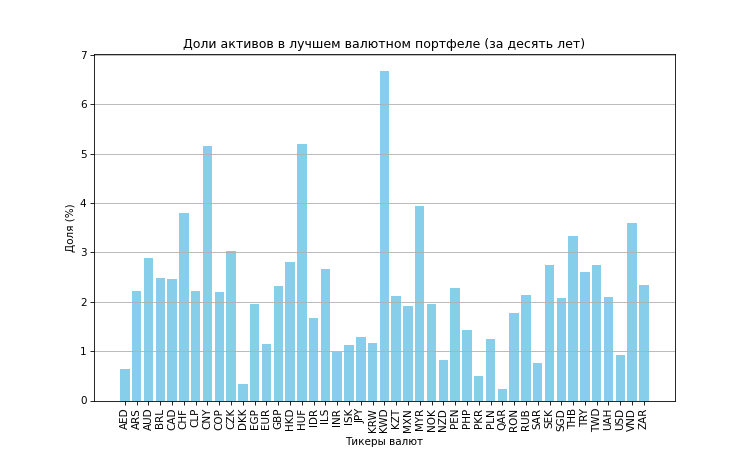 Доли активов в лучшем валютном портфеле (за десять лет)
7
6
5
4
3
2
1
0
Доля (%)
AED
ARS
AUD
BRL
CAD
CHF
CLP
CNY
COP
CZK
DKK
EGP
EUR
GBP
HKD
HUF
IDR
ILS
INR
ISK
JPY
KRW
KWD
KZT
MXN
MYR
NOK
NZD
PEN
PHP
PKR
PLN
QAR
RON
RUB
SAR
SEK
SGD
THB
TRY
TWD
UAH
USD
VND
ZAR
Тикеры валют